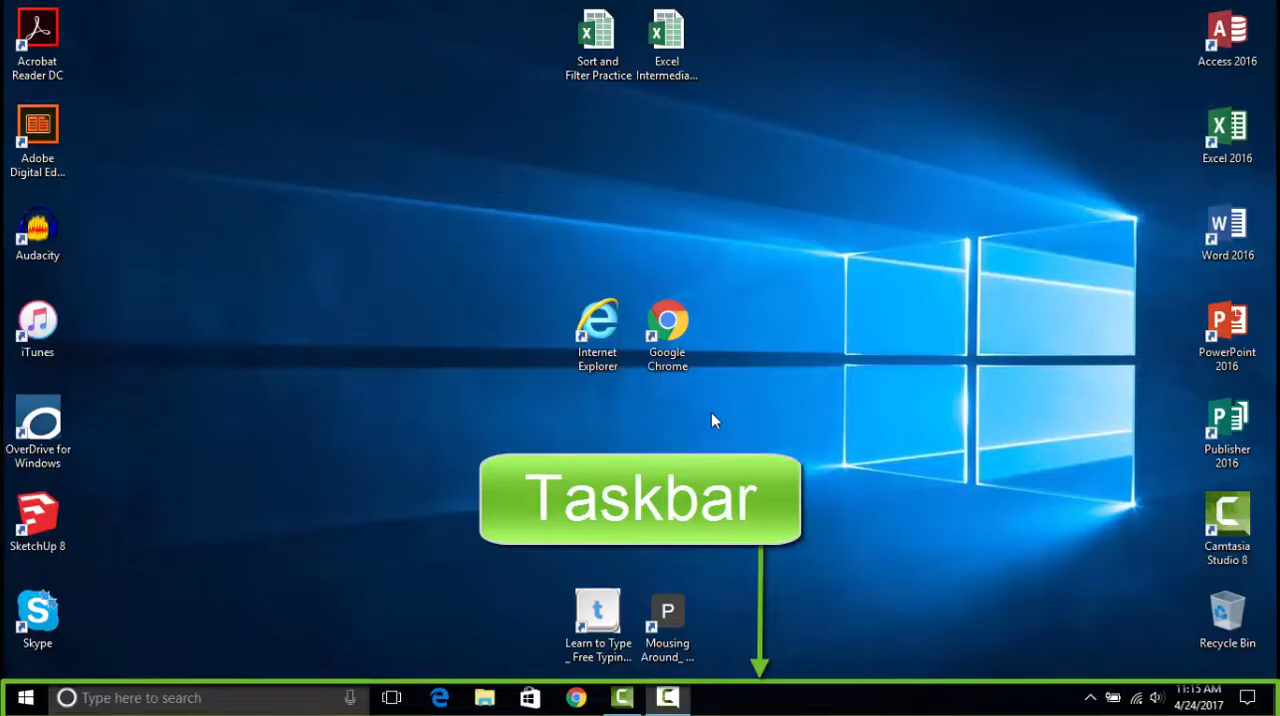 Acrobat
Reader DC
Adobe
Digital Ed...
Audacity
iTunes
OverDrive for
Windows
SketchUp 8
Skype
Sort and
Filter Practice
Excel
Intermedia...
Internet
Explorer
Google
Chrome
Taskbar
Learn to Type
_ Free Typin...
Mousing
Around_ ...
Access 2016
Excel 2016
Word 2016
PowerPoint
2016
Publisher
2016
Camtasia
Studio 8
Recycle Bin
Type here to search
11:15 AM
4/24/2017